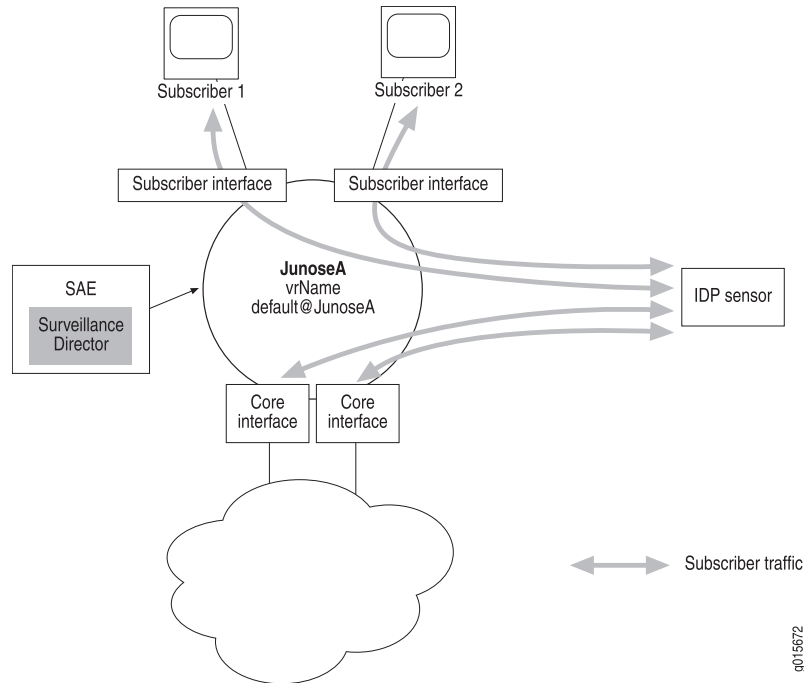 Subscriber 1
Subscriber 2
Subscriber interface
Subscriber interface
SAE
Surveillance
Director
JunoseA
vrName
default@JunoseA
IDP sensor
Core
interface
Core
interface
Subscriber traffic
g015672